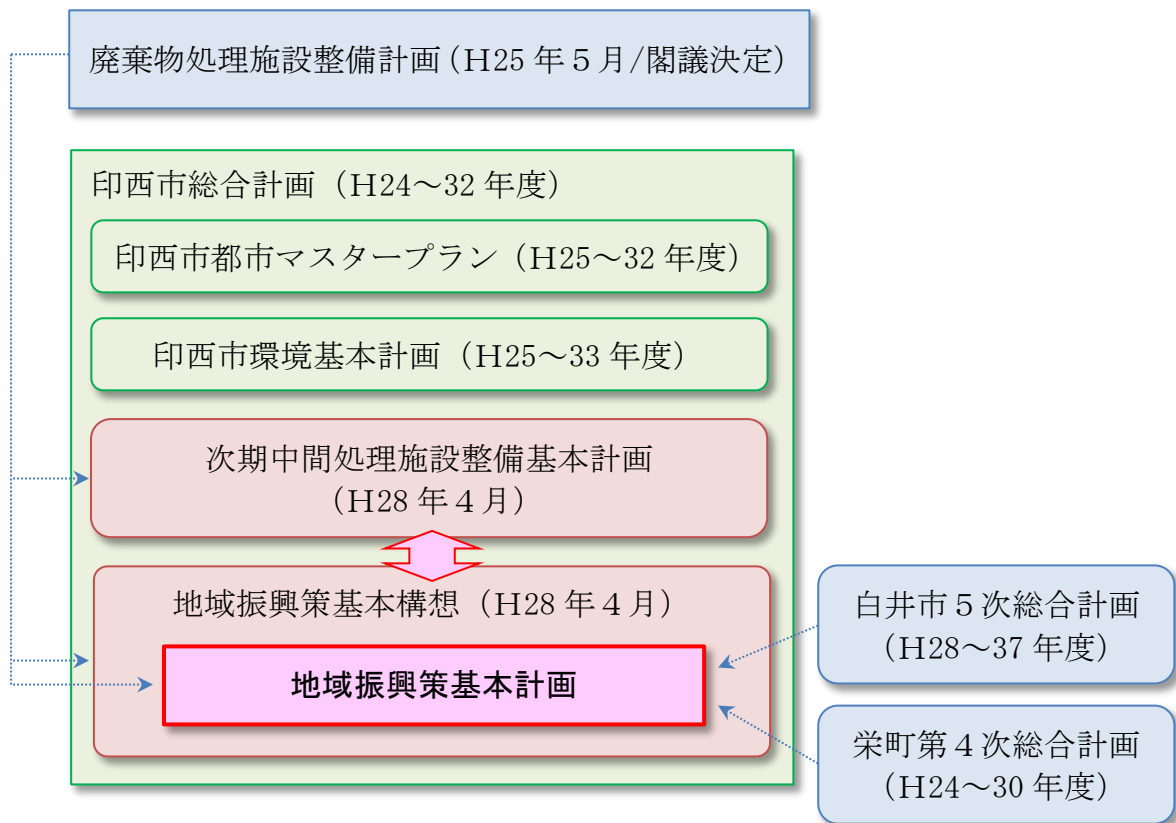 廃棄物処理施設整備計画（H25 年５月/閣議決定）
印西市総合計画（H24～32 年度）
印西市都市マスタープラン（H25～32 年度）
印西市環境基本計画（H25～33 年度）
次期中間処理施設整備基本計画
（H28 年４月）
地域振興策基本構想（H28 年４月）
地域振興策基本計画
白井市５次総合計画
（H28～37 年度）
栄町第４次総合計画
（H24～30 年度）